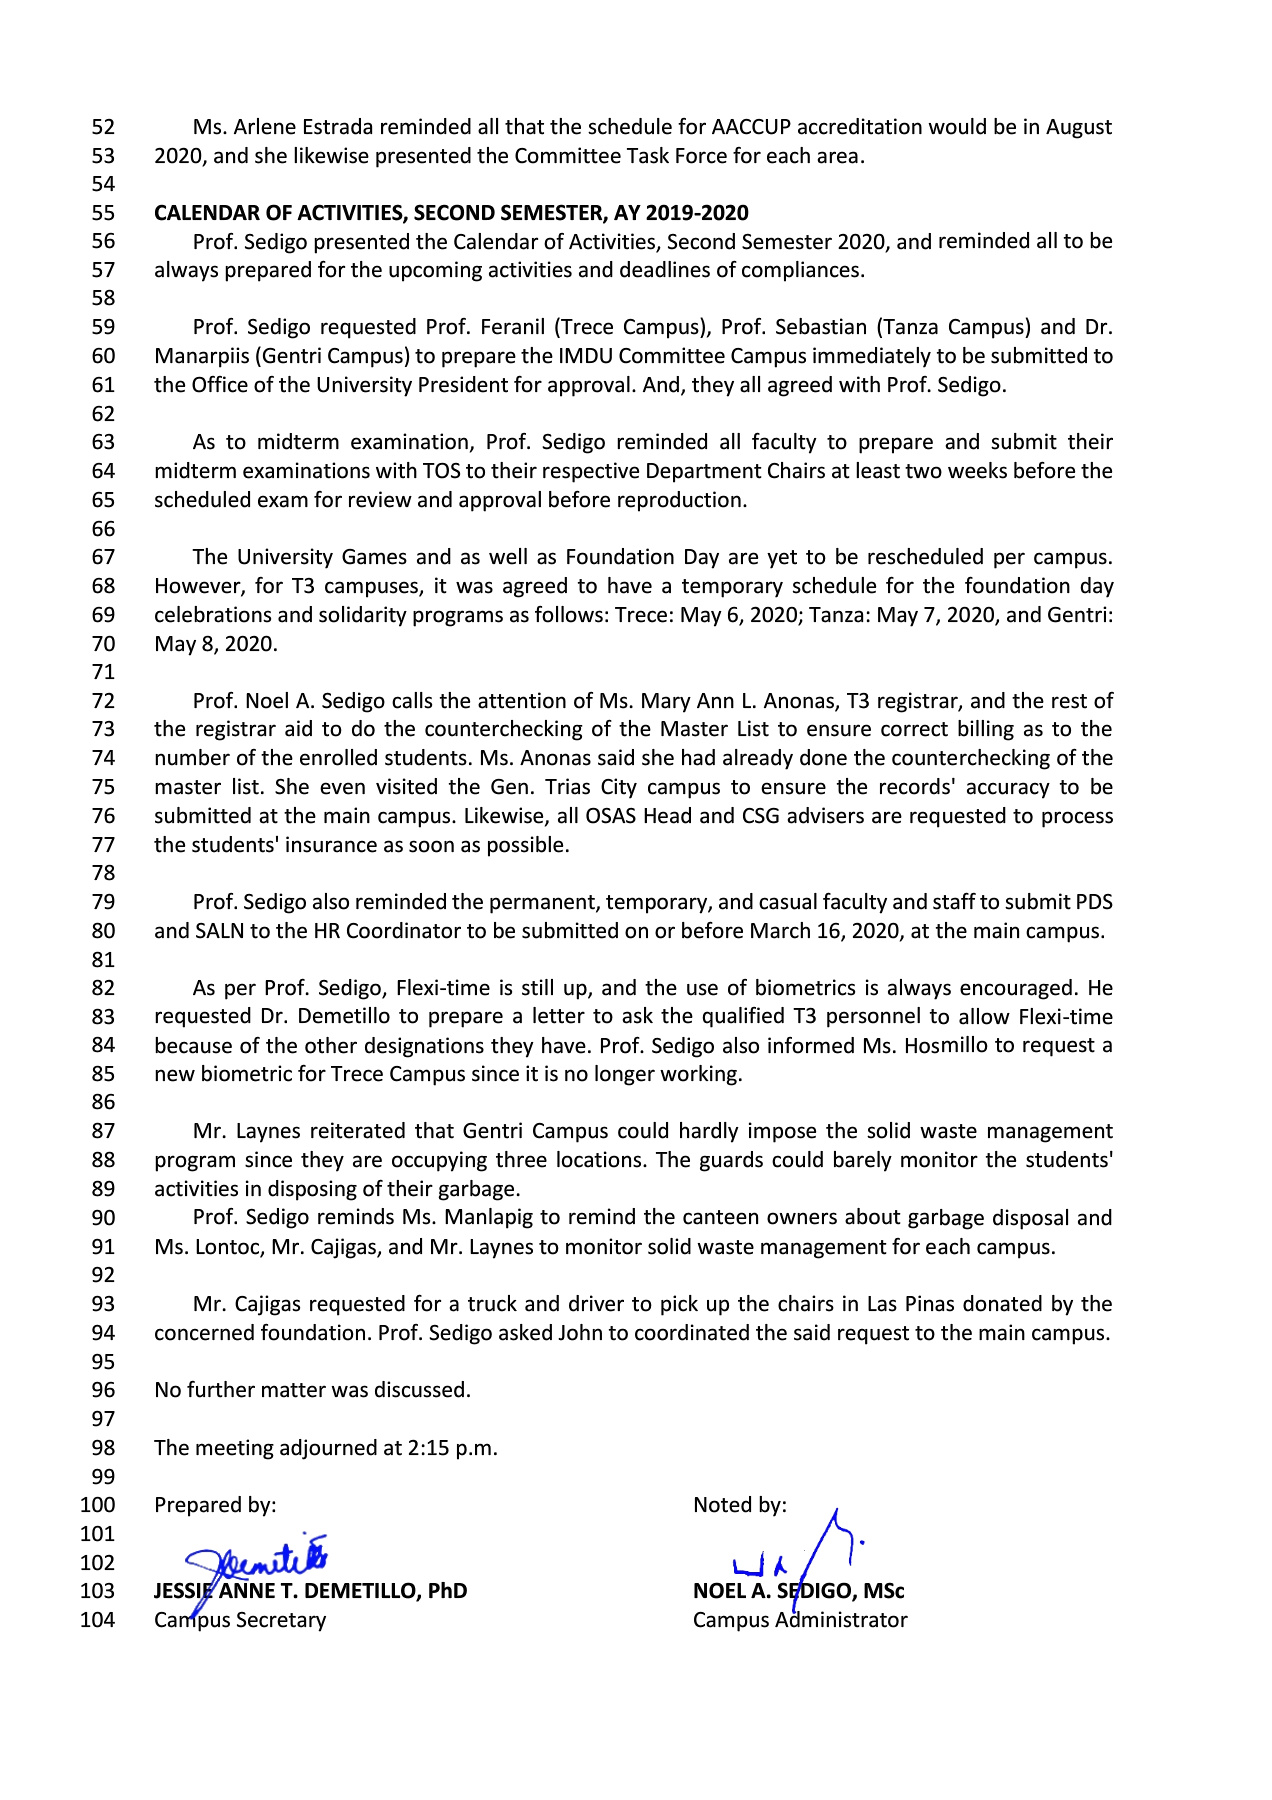 52 Ms. Arlene Estrada reminded all that the schedule for AACCUP accreditation would be in August
53 2020, and she likewise presented the Committee Task Force for each area.
54
55 CALENDAR OF ACTIVITIES, SECOND SEMESTER, AY 2019-2020
56 Prof. Sedigo presented the Calendar of Activities, Second Semester 2020, and reminded all to be
57 always prepared for the upcoming activities and deadlines of compliances.
58
59 Prof. Sedigo requested Prof. Feranil (Trece Campus), Prof. Sebastian (Tanza Campus) and Dr.
60 Manarpiis (Gentri Campus) to prepare the IMDU Committee Campus immediately to be submitted to
61 the Office of the University President for approval. And, they all agreed with Prof. Sedigo.
62
63 As to midterm examination, Prof. Sedigo reminded all faculty to prepare and submit their
64 midterm examinations with TOS to their respective Department Chairs at least two weeks before the
65 scheduled exam for review and approval before reproduction.
66
67 The University Games and as well as Foundation Day are yet to be rescheduled per campus.
68 However, for T3 campuses, it was agreed to have a temporary schedule for the foundation day
69 celebrations and solidarity programs as follows: Trece: May 6, 2020; Tanza: May 7, 2020, and Gentri:
70 May 8, 2020.
71
72 Prof. Noel A. Sedigo calls the attention of Ms. Mary Ann L. Anonas, T3 registrar, and the rest of
73 the registrar aid to do the counterchecking of the Master List to ensure correct billing as to the
74 number of the enrolled students. Ms. Anonas said she had already done the counterchecking of the
75 master list. She even visited the Gen. Trias City campus to ensure the records' accuracy to be
76 submitted at the main campus. Likewise, all OSAS Head and CSG advisers are requested to process
77 the students' insurance as soon as possible.
78
79 Prof. Sedigo also reminded the permanent, temporary, and casual faculty and staff to submit PDS
80 and SALN to the HR Coordinator to be submitted on or before March 16, 2020, at the main campus.
81
82 As per Prof. Sedigo, Flexi-time is still up, and the use of biometrics is always encouraged. He
83 requested Dr. Demetillo to prepare a letter to ask the qualified T3 personnel to allow Flexi-time
84 because of the other designations they have. Prof. Sedigo also informed Ms. Hosmillo to request a
85 new biometric for Trece Campus since it is no longer working.
86
87 Mr. Laynes reiterated that Gentri Campus could hardly impose the solid waste management
88 program since they are occupying three locations. The guards could barely monitor the students'
89 activities in disposing of their garbage.
90 Prof. Sedigo reminds Ms. Manlapig to remind the canteen owners about garbage disposal and
91 Ms. Lontoc, Mr. Cajigas, and Mr. Laynes to monitor solid waste management for each campus.
92
93 Mr. Cajigas requested for a truck and driver to pick up the chairs in Las Pinas donated by the
94 concerned foundation. Prof. Sedigo asked John to coordinated the said request to the main campus.
95
96 No further matter was discussed.
97
98 The meeting adjourned at 2:15 p.m.
99
100 Prepared by: Noted by:
101
102
103 JESSIE ANNE T. DEMETILLO, PhD NOEL A. SEDIGO, MSc
104 Campus Secretary Campus Administrator